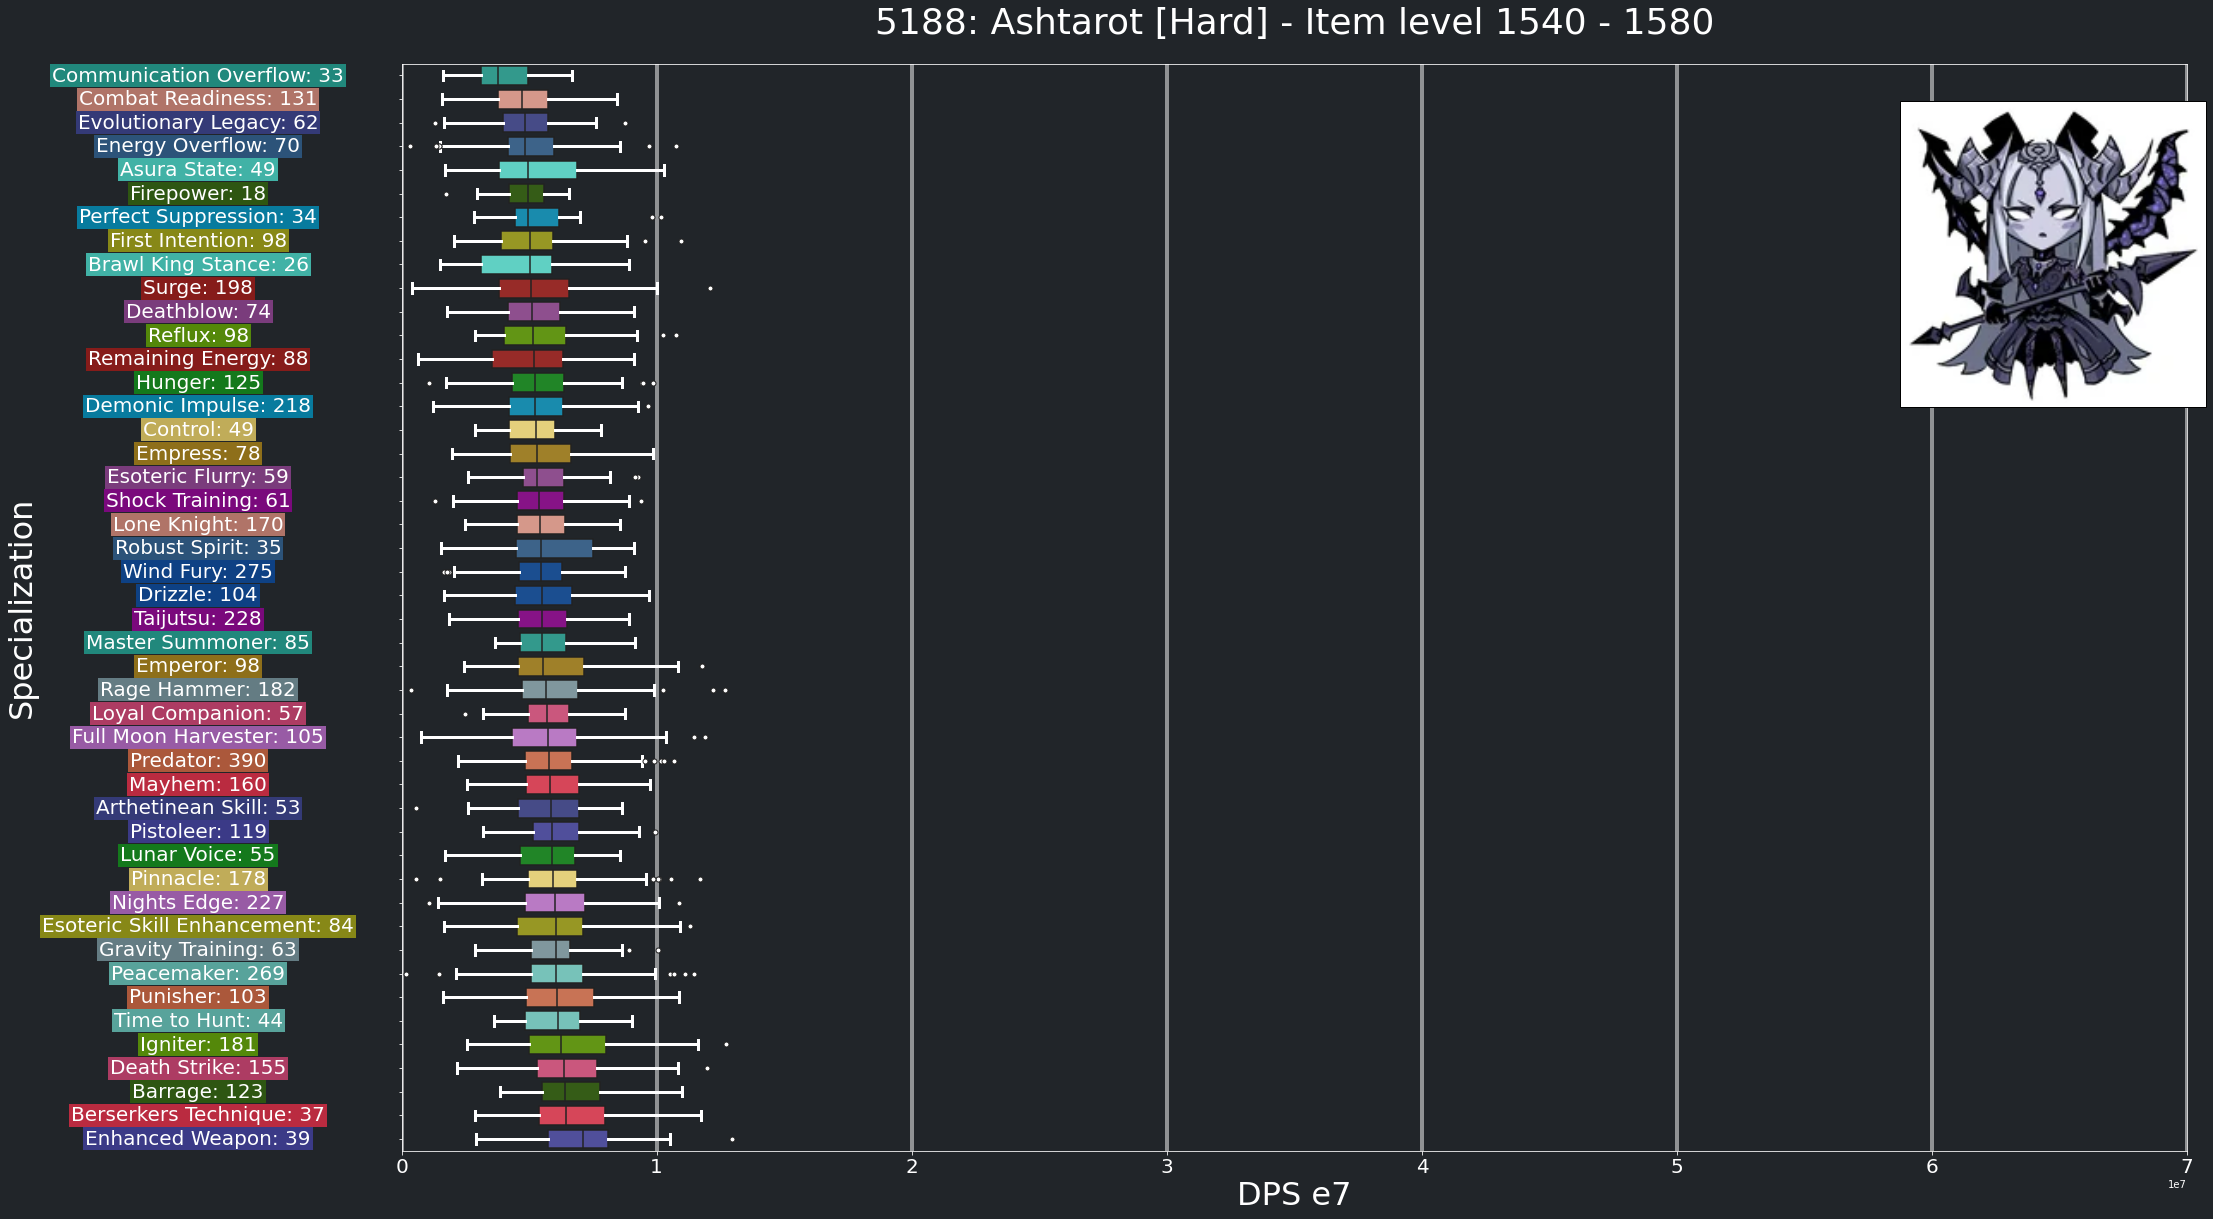 5188: Ashtarot [Hard] - Item level 1540 - 1580
Specialization
Communication Overflow: 33
Combat Readiness: 131
Evolutionary Legacy: 62
Energy Overflow: 70
Asura State: 49
Firepower: 18
Perfect Suppression: 34
First Intention: 98
Brawl King Stance: 26
Surge: 198
Deathblow: 74
Reflux: 98
Remaining Energy: 88
Hunger: 125
Demonic Impulse: 218
Control: 49
Empress: 78
Esoteric Flurry: 59
Shock Training: 61
Lone Knight: 170
Robust Spirit: 35
Wind Fury: 275
Drizzle: 104
Taijutsu: 228
Master Summoner: 85
Emperor: 98
Rage Hammer: 182
Loyal Companion: 57
Full Moon Harvester: 105
Predator: 390
Mayhem: 160
Arthetinean Skill: 53
Pistoleer: 119
Lunar Voice: 55
Pinnacle: 178
Nights Edge: 227
Esoteric Skill Enhancement: 84
Gravity Training: 63
Peacemaker: 269
Punisher: 103
Time to Hunt: 44
Igniter: 181
Death Strike: 155
Barrage: 123
Berserkers Technique: 37
Enhanced Weapon: 39
0 1 2 3 4 5 6 7
1e7
DPS e7